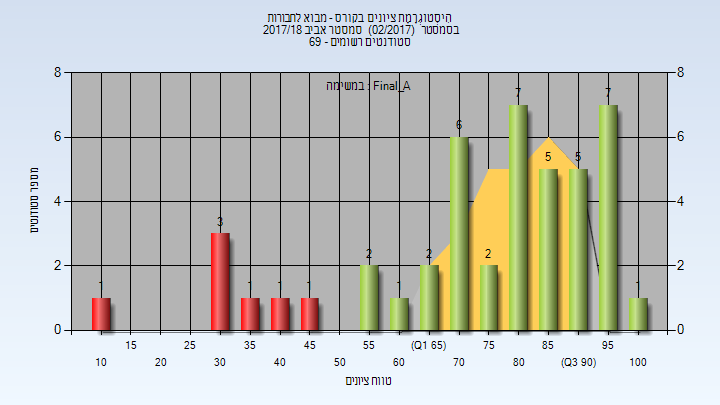 היסטוגרמת ציונים בקורס - מבוא לחבורות
בסמסטר (02/2017) סמסטר אביב 2017/18
סטודנטים רשומים - 69
במשימה : Final_A
8 8
7 7
6 6 6
5 5
4 4
3
2 2 2 2 2
1 1 1 1 1 1
0 0
מספר סטודנטים
15 25 35 45 55 (Q1 65) 75 85 95
10 20 30 40 50 60 70 80 (Q3 90) 100
טווח ציונים